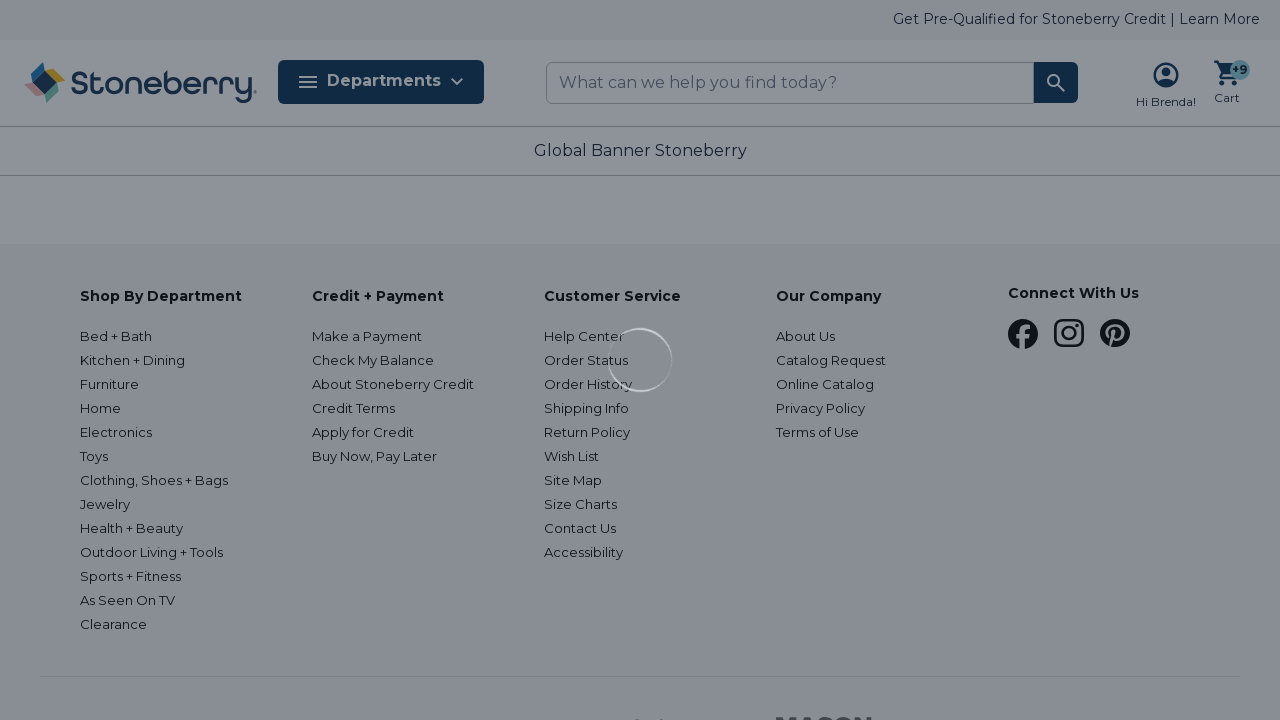 Get Pre-Qualified for Stoneberry Credit | Learn More
Stoneberry
Departments
What can we help you find today?
+9
Hi Brenda!
Cart
Global Banner Stoneberry
Shop By Department
Bed + Bath
Kitchen + Dining
Furniture
Home
Electronics
Toys
Clothing, Shoes + Bags
Jewelry
Health + Beauty
Outdoor Living + Tools
Sports + Fitness
As Seen On TV
Clearance
Credit + Payment
Make a Payment
Check My Balance
About Stoneberry Credit
Credit Terms
Apply for Credit
Buy Now, Pay Later
Customer Service
Help Center
Order Status
Order History
Shipping Info
Return Policy
Wish List
Site Map
Size Charts
Contact Us
Accessibility
Our Company
About Us
Catalog Request
Online Catalog
Privacy Policy
Terms of Use
Connect With Us